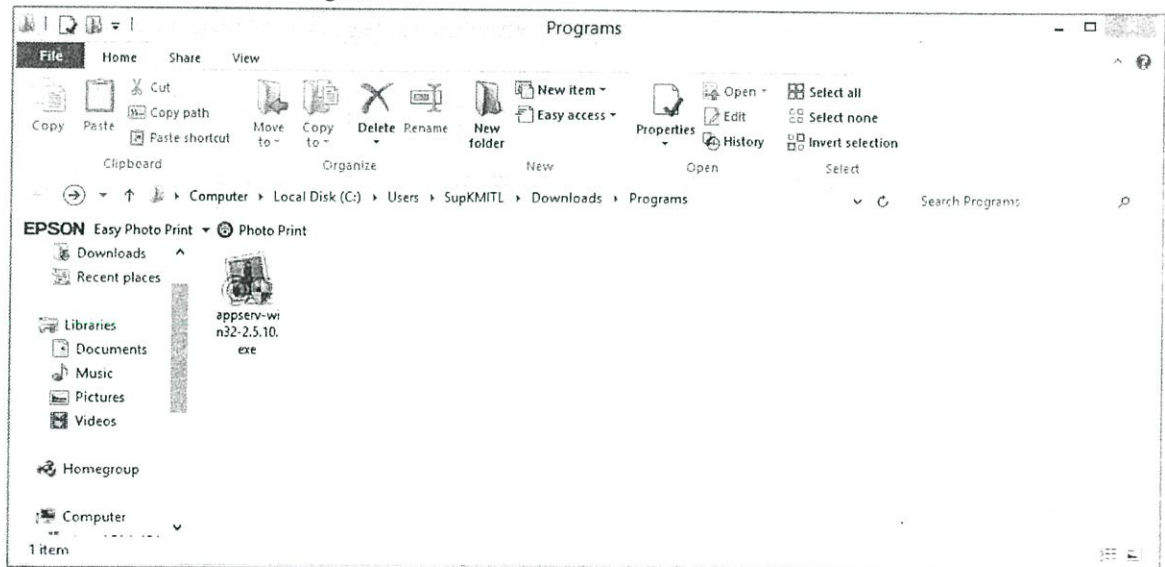 Programs
File Home Share View
Copy
Paste
Cut
Copy path
Paste shortcut
Clipboard
Move to
Copy to
Delete
Rename
Organize
New folder
New item
Easy access
New
Properties
Open
Edit
History
Open
Select all
Select none
Invert selection
Select
Computer Local Disk (C:) Users SupKMITL Downloads Programs
Search Programs
EPSON Easy Photo Print Photo Print
Downloads
Recent places
Libraries
Documents
Music
Pictures
Videos
Homegroup
Computer
appserv-wi
n32-2.5.10.
exe
1 item